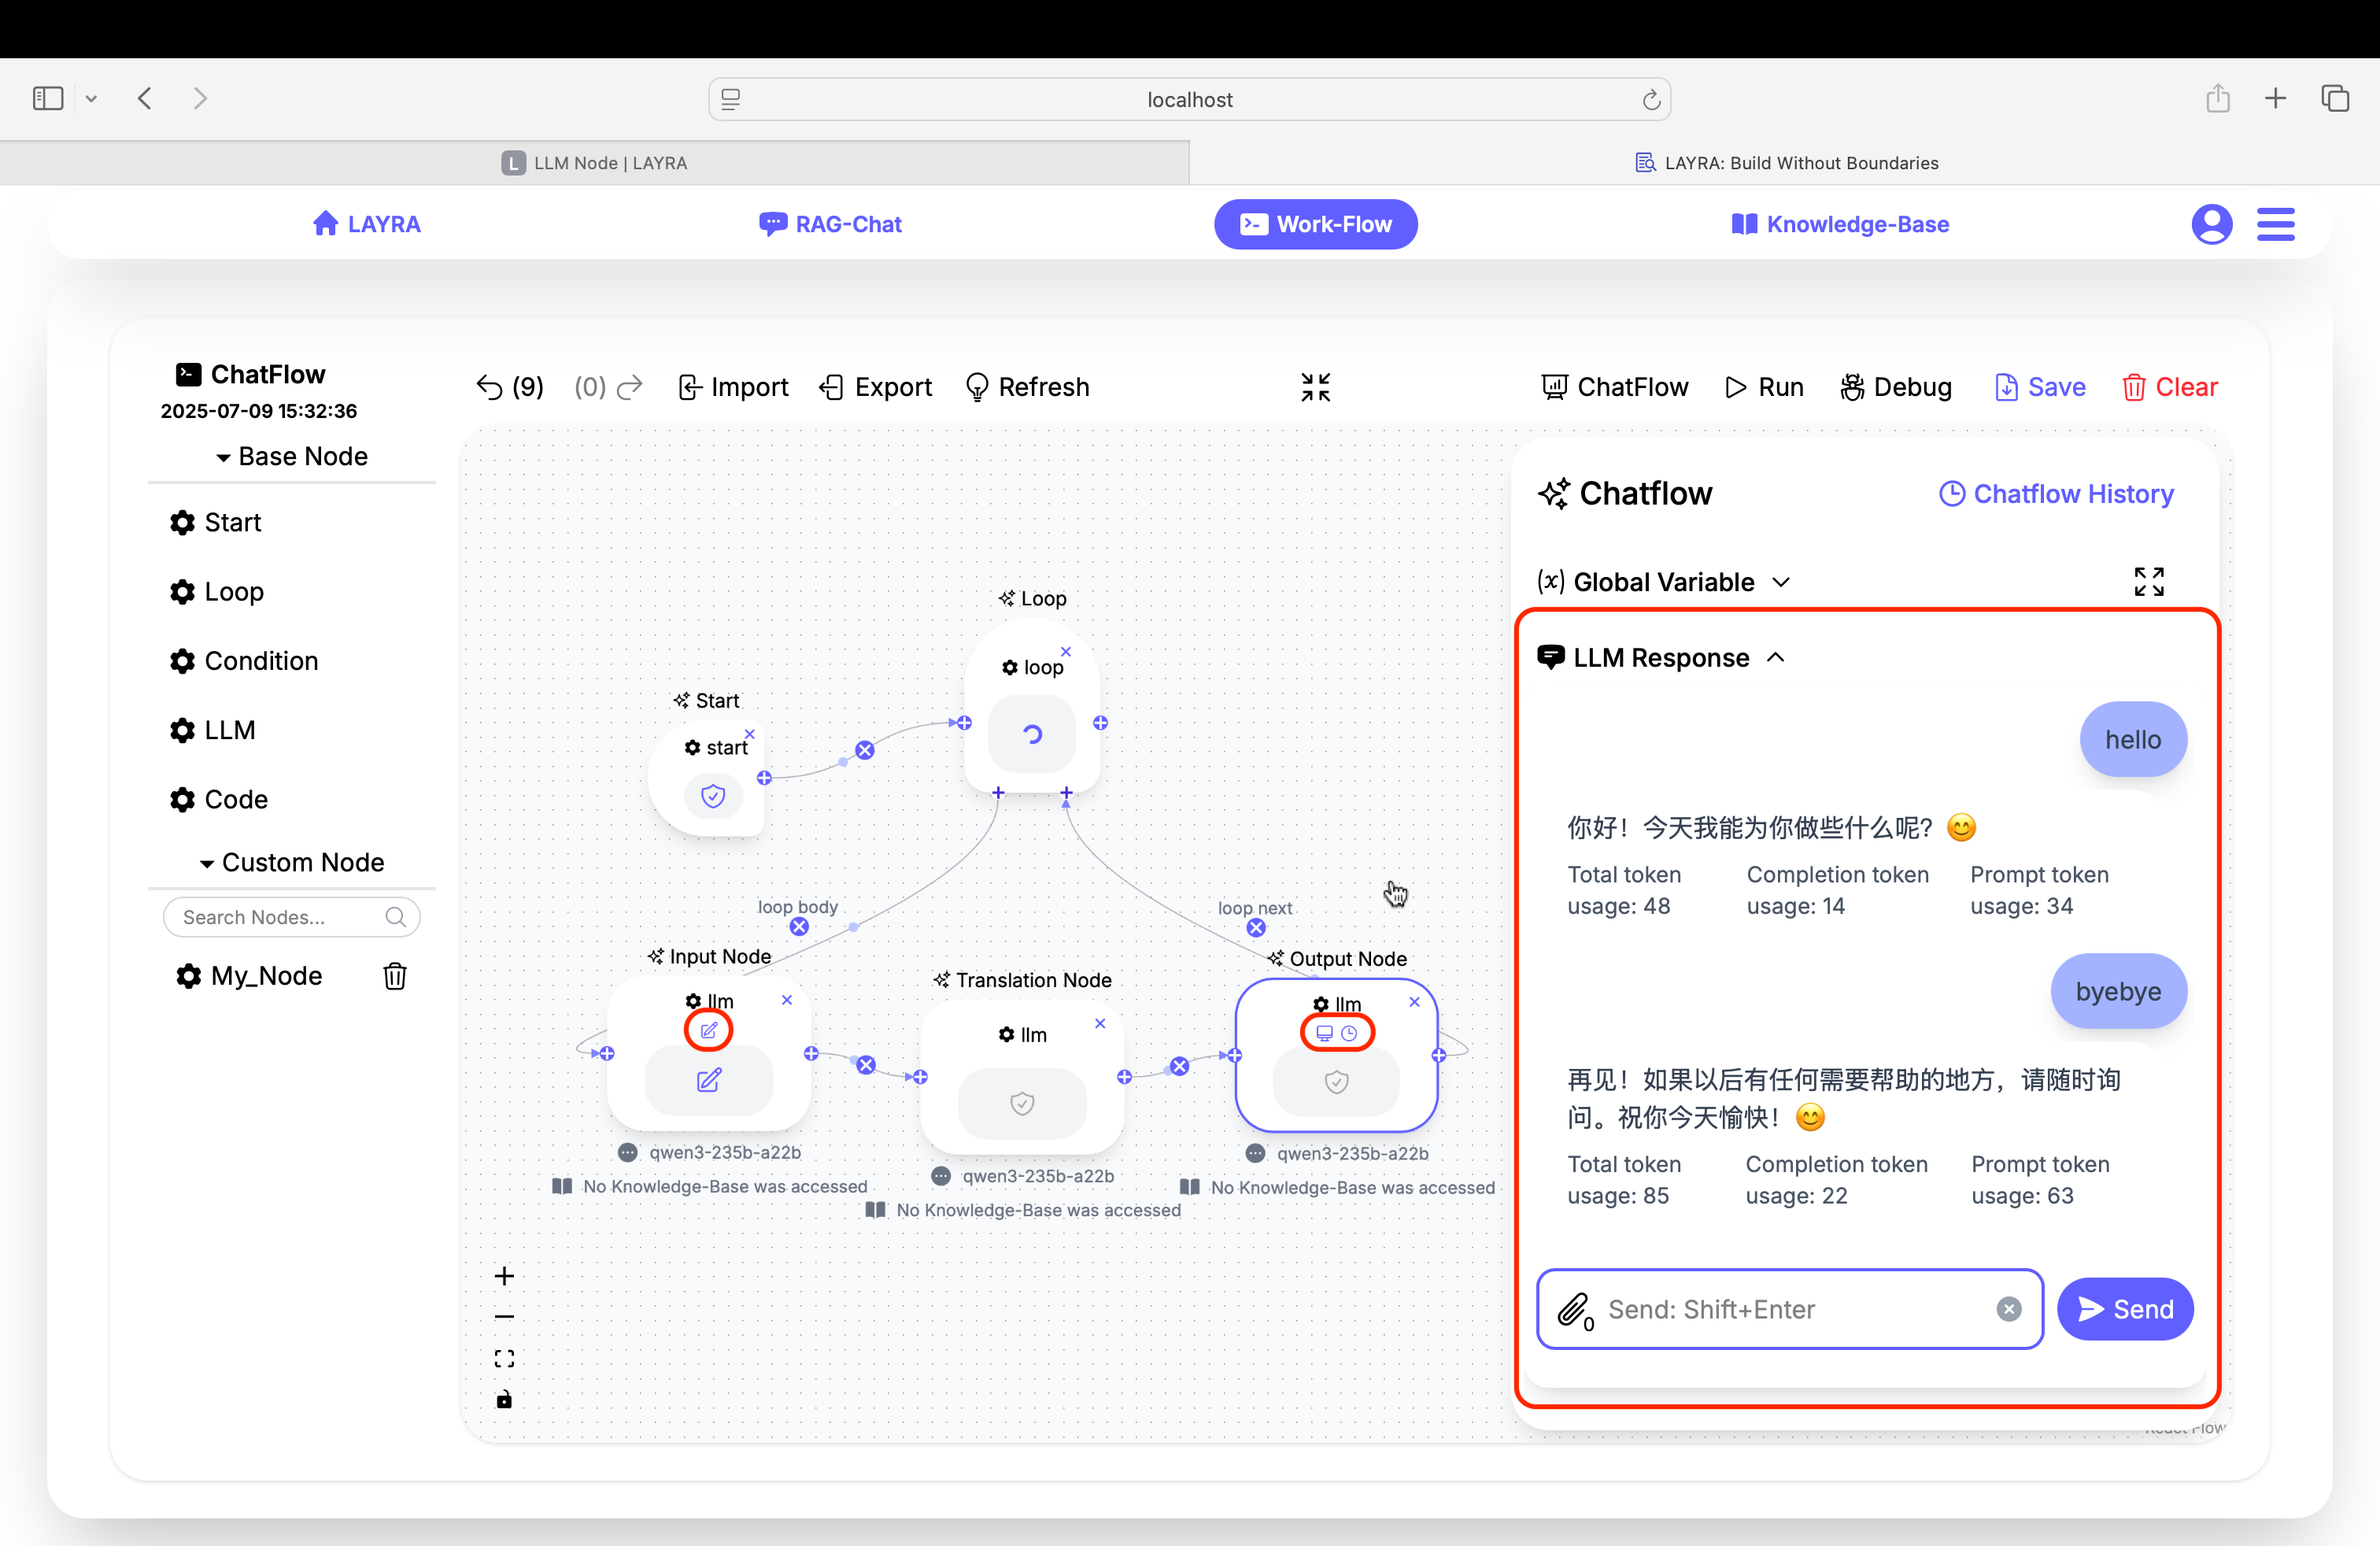 localhost
L LLM Node | LAYRA
LAYRA: Build Without Boundaries
LAYRA
RAG-Chat
Work-Flow
Knowledge-Base
ChatFlow
2025-07-09 15:32:36
Base Node
Start
Loop
Condition
LLM
Code
Custom Node
Search Nodes...
My_Node
(9)
(0)
Import
Export
Refresh
ChatFlow
Run
Debug
Save
Clear
Loop
loop
Start
start
loop body
loop next
Input Node
llm
qwen3-235b-a22b
No Knowledge-Base was accessed
Translation Node
llm
qwen3-235b-a22b
No Knowledge-Base was accessed
Output Node
llm
qwen3-235b-a22b
No Knowledge-Base was accessed
Chatflow
Chatflow History
(x) Global Variable
LLM Response
hello
你好！今天我能为你做些什么呢？😊
Total token
usage: 48
Completion token
usage: 14
Prompt token
usage: 34
byebye
再见！如果以后有任何需要帮助的地方，请随时询
问。祝你今天愉快！😊
Total token
usage: 85
Completion token
usage: 22
Prompt token
usage: 63
0
Send: Shift+Enter
Send
React Flow